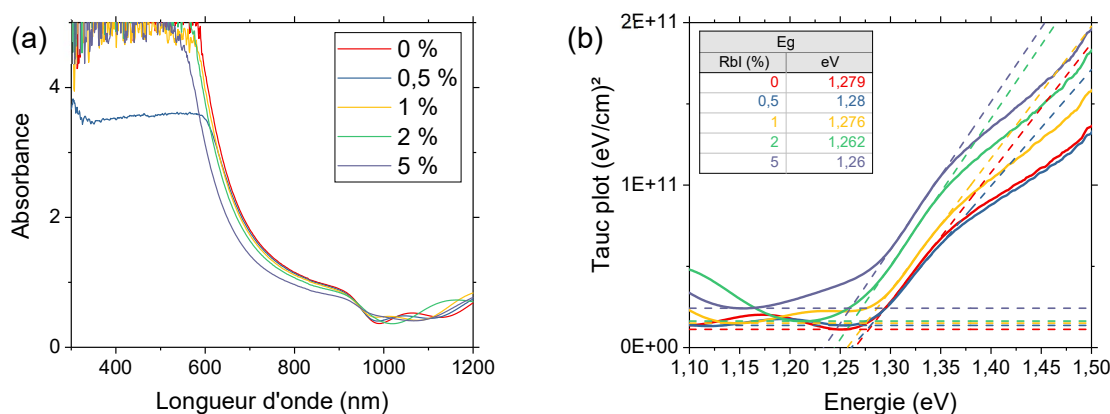 (a)
Absorbance
4
2
0
400 600 800 1000 1200
Longueur d'onde (nm)
0 %
0,5 %
1 %
2 %
5 %
(b)
Tauc plot (eV/cm)²
2E+11
1E+11
0E+00
1,10 1,15 1,20 1,25 1,30 1,35 1,40 1,45 1,50
Energie (eV)
Eg
RbI (%) eV
0 1,279
0,5 1,28
1 1,276
2 1,262
5 1,26